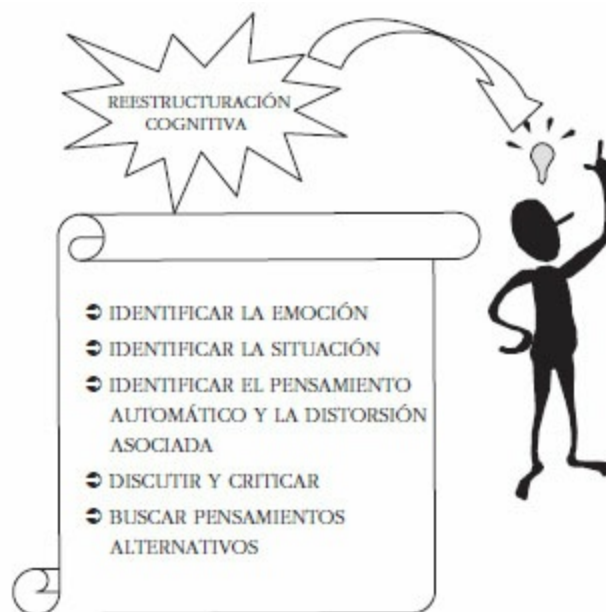 REESTRUCTURACIÓN
COGNITIVA
IDENTIFICAR LA EMOCIÓN
IDENTIFICAR LA SITUACIÓN
IDENTIFICAR EL PENSAMIENTO
AUTOMÁTICO Y LA DISTORSIÓN
ASOCIADA
DISCUTIR Y CRITICAR
BUSCAR PENSAMIENTOS
ALTERNATIVOS